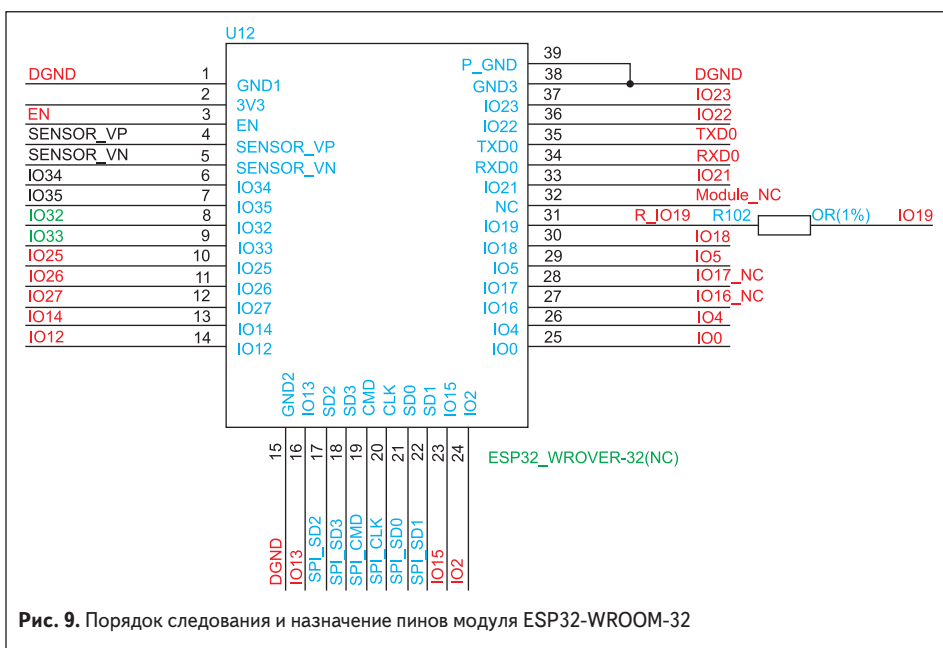 U12
DGND 1 GND1
2 3V3
EN 3 EN
SENSOR_VP 4 SENSOR_VP
SENSOR_VN 5 SENSOR_VN
IO34 6 IO34
IO35 7 IO35
IO32 8 IO32
IO33 9 IO33
IO25 10 IO25
IO26 11 IO26
IO27 12 IO27
IO14 13 IO14
IO12 14 IO12
P_GND 39
GND3 38 DGND
IO23 37 IO23
IO22 36 IO22
TXD0 35 TXD0
RXD0 34 RXD0
IO21 33 IO21
NC 32 Module_NC
IO19 31 R_IO19 R102 OR(1%) IO19
IO18 30 IO18
IO5 29 IO5
IO17 28 IO17_NC
IO16 27 IO16_NC
IO4 26 IO4
IO0 25 IO0
GND2 15 DGND
IO13 16 IO13
SD2 17 SPI_SD2
SD3 18 SPI_SD3
CMD 19 SPI_CMD
CLK 20 SPI_CLK
SD0 21 SPI_SD0
SD1 22 SPI_SD1
IO15 23 IO15
IO2 24 IO2
ESP32_WROVER-32(NC)
Рис. 9. Порядок следования и назначение пинов модуля ESP32-WROOM-32